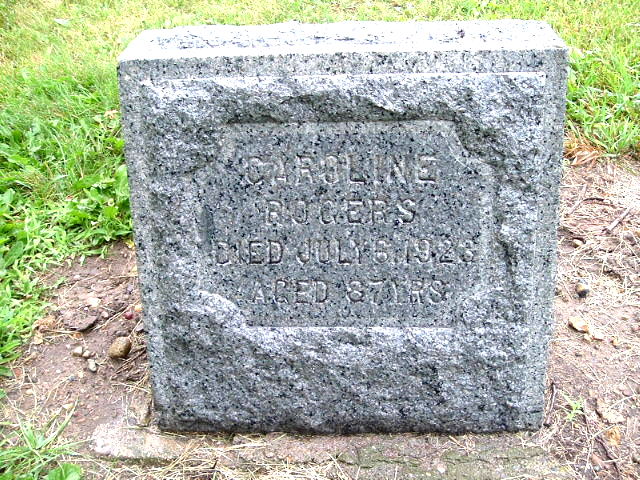 CAROLINE
ROGERS
DIED JULY 6, 1923
AGED 87 YRS